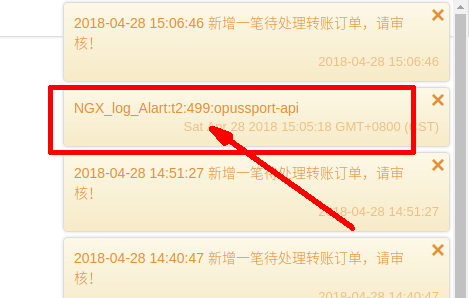 2018-04-28 15:06:46 新增一笔待处理转账订单，请审
核！
2018-04-28 15:06:46
NGX_log_Alart:t2:499:opussport-api
Sat Apr 28 2018 15:05:18 GMT+0800 (CST)
2018-04-28 14:51:27 新增一笔待处理转账订单，请审
核！
2018-04-28 14:51:27
2018-04-28 14:40:47 新增一笔待处理转账订单，请审
核！
2018-04-28 14:40:47